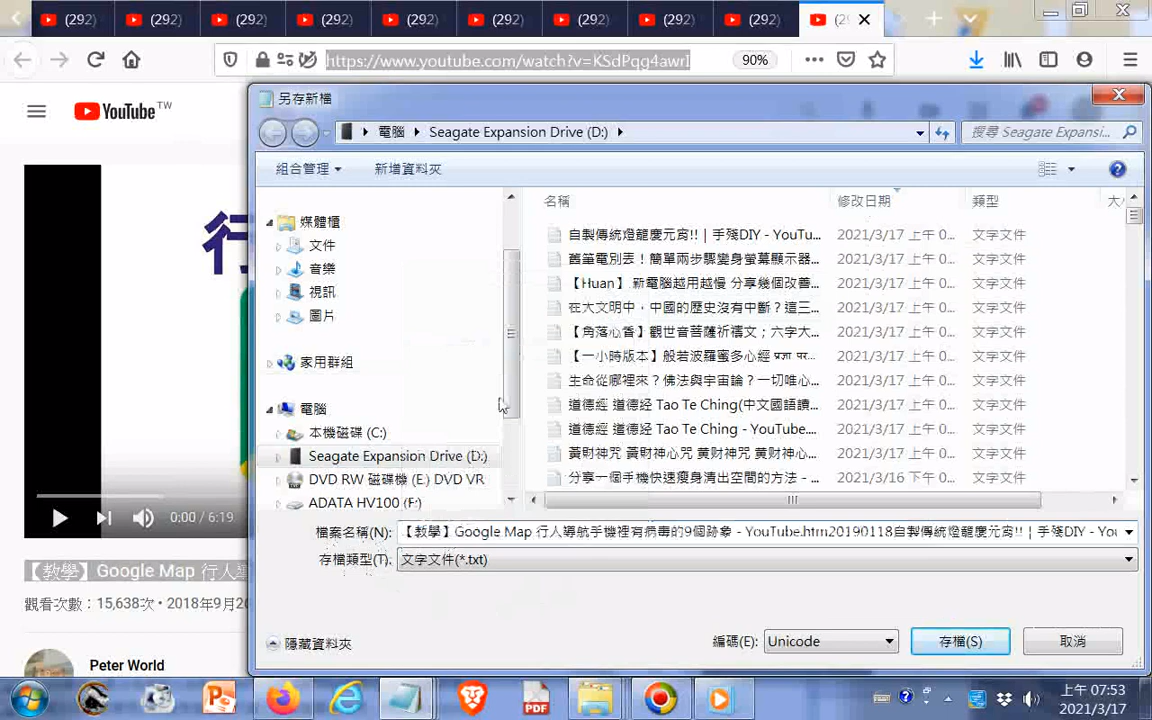 (292)
(292)
(292)
(292)
(292)
(292)
(292)
(292)
(292)
https://www.youtube.com/watch?v=KSdPqg4awrI
90%
YouTube TW
行
0:00 / 6:19
【教學】Google Map 行人導
觀看次數：15,638次・2018年9月2
Peter World
另存新檔
電腦 Seagate Expansion Drive (D:)
搜尋 Seagate Expansi...
組合管理
新增資料夾
媒體櫃
文件
音樂
視訊
圖片
家用群組
電腦
本機磁碟 (C:)
Seagate Expansion Drive (D:)
DVD RW 磁碟機 (E:) DVD VR
ADATA HV100 (F:)
名稱 修改日期 類型 大
自製傳統燈籠慶元宵!! | 手殘DIY - YouTu... 2021/3/17 上午 0... 文字文件
舊筆電別丟！簡單兩步驟變身螢幕顯示器... 2021/3/17 上午 0... 文字文件
【Huan】 新電腦越用越慢 分享幾個改善... 2021/3/17 上午 0... 文字文件
在大文明中，中國的歷史沒有中斷？這三... 2021/3/17 上午 0... 文字文件
【角落心香】觀世音菩薩祈禱文；六字大... 2021/3/17 上午 0... 文字文件
【一小時版本】般若波羅蜜多心經 प्रज्ञा पर... 2021/3/17 上午 0... 文字文件
生命從哪裡來？佛法與宇宙論？一切唯心... 2021/3/17 上午 0... 文字文件
道德經 道德经 Tao Te Ching(中文國語讀... 2021/3/17 上午 0... 文字文件
道德經 道德经 Tao Te Ching - YouTube.... 2021/3/17 上午 0... 文字文件
黃財神咒 黃财神心咒 黄财神咒 黄财神心... 2021/3/17 上午 0... 文字文件
分享一個手機快速瘦身清出空間的方法 - ... 2021/3/16 下午 0... 文字文件
檔案名稱(N): 【教學】Google Map 行人導航手機裡有病毒的9個跡象 - YouTube.htm20190118自製傳統燈籠慶元宵!! | 手殘DIY - You
存檔類型(T): 文字文件(*.txt)
隱藏資料夾
編碼(E): Unicode
存檔(S)
取消
PDF
上午 07:53
2021/3/17